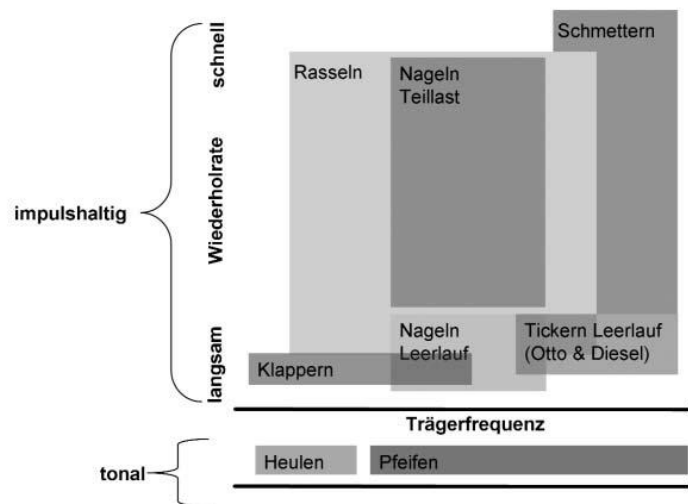 Schmettern
schnell
Rasseln
Nageln
Teillast
Wiederholrate
impulshaltig
langsam
Nageln
Leerlauf
Tickern Leerlauf
(Otto & Diesel)
Klappern
Trägerfrequenz
tonal
Heulen
Pfeifen